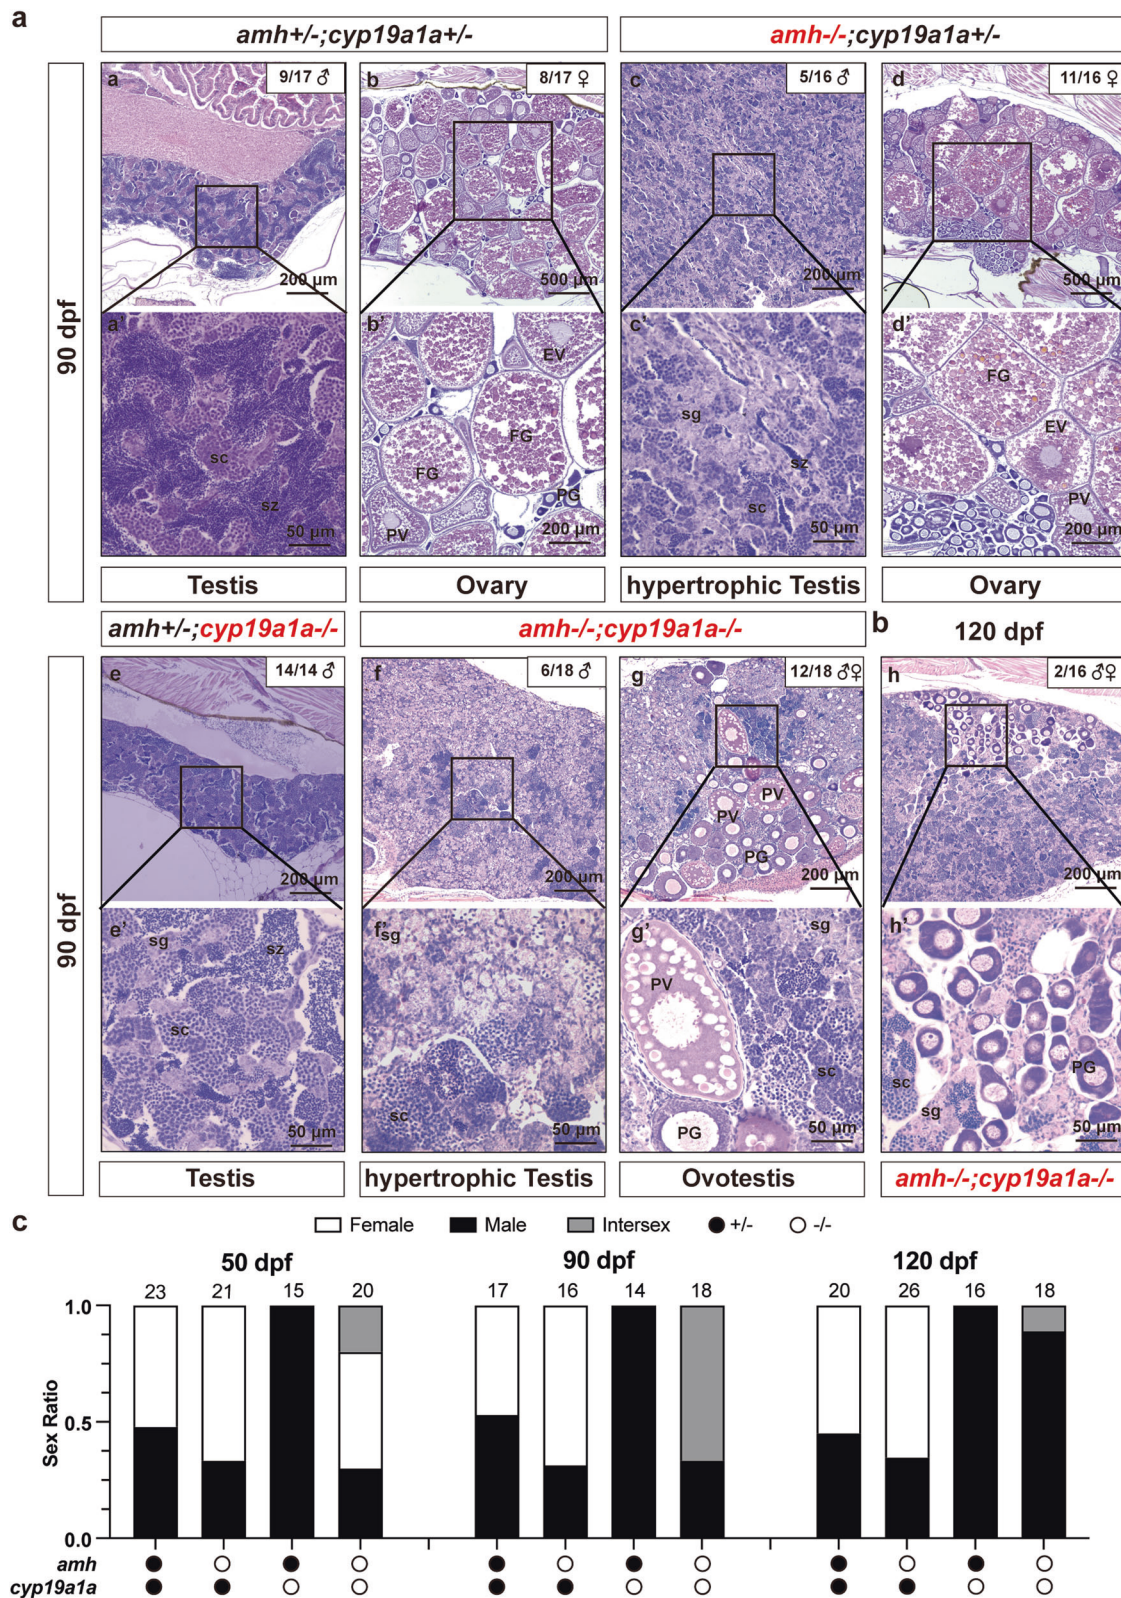 a
amh+/-;cyp19a1a+/-
amh-/-;cyp19a1a+/-
90 dpf
a
9/17 ♂
200 µm
b
8/17 ♀
500 µm
c
5/16 ♂
200 µm
d
11/16 ♀
500 µm
a'
sc
sz
50 µm
b'
EV
FG
FG
PG
PV
200 µm
c'
sg
sz
sc
50 µm
d'
FG
EV
PV
200 µm
Testis
Ovary
hypertrophic Testis
Ovary
amh+/-;cyp19a1a-/-
amh-/-;cyp19a1a-/-
b
120 dpf
90 dpf
e
14/14 ♂
200 µm
f
6/18 ♂
200 µm
g
12/18 ♂♀
PV
PV
PG
200 µm
h
2/16 ♂♀
200 µm
e'
sg
sz
sc
50 µm
f'
sg
sc
50 µm
g'
sg
PV
sc
PG
50 µm
h'
PG
sc
sg
50 µm
Testis
hypertrophic Testis
Ovotestis
amh-/-;cyp19a1a-/-
c
Female Male Intersex +/- -/-
50 dpf 90 dpf 120 dpf
23 21 15 20 17 16 14 18 20 26 16 18
1.0
0.5
0.0
Sex Ratio
amh
cyp19a1a